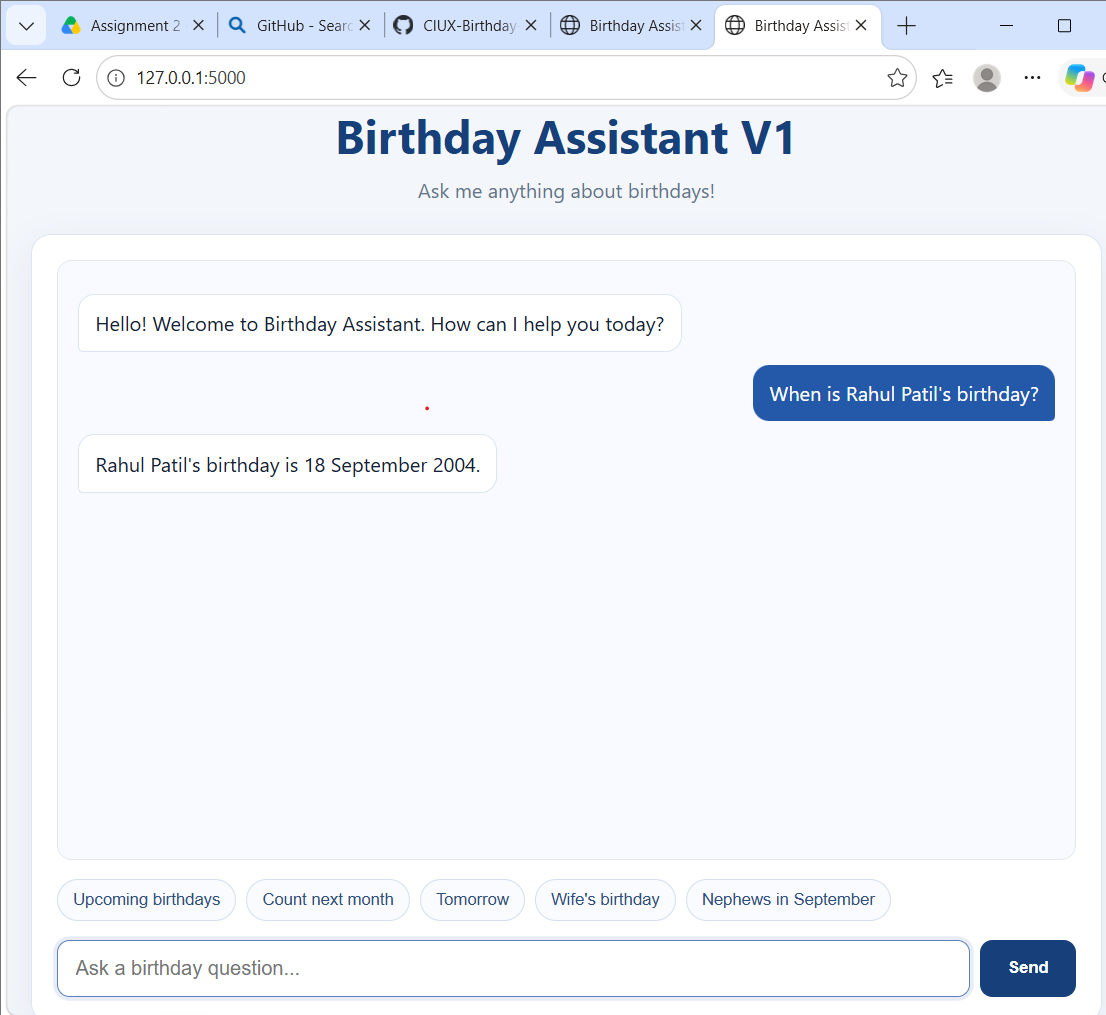 Assignment 2
GitHub - Searc
CIUX-Birthday
Birthday Assist
Birthday Assist
127.0.0.1:5000
Birthday Assistant V1
Ask me anything about birthdays!
Hello! Welcome to Birthday Assistant. How can I help you today?
When is Rahul Patil's birthday?
Rahul Patil's birthday is 18 September 2004.
Upcoming birthdays
Count next month
Tomorrow
Wife's birthday
Nephews in September
Ask a birthday question...
Send